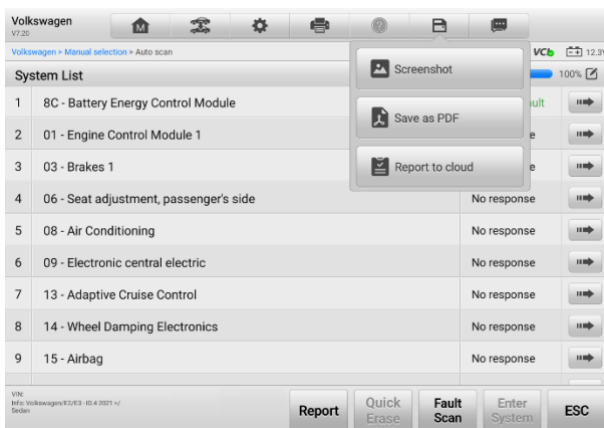 Volkswagen
V7.20
M
Volkswagen > Manual selection > Auto scan
VCb
12.3V
System List
100%
Screenshot
Save as PDF
Report to cloud
1 8C - Battery Energy Control Module
2 01 - Engine Control Module 1
3 03 - Brakes 1
4 06 - Seat adjustment, passenger's side No response
5 08 - Air Conditioning No response
6 09 - Electronic central electric No response
7 13 - Adaptive Cruise Control No response
8 14 - Wheel Damping Electronics No response
9 15 - Airbag No response
VIN:
Info: Volkswagen/E2/E3 - ID.4 2021 >/
Sedan
Report
Quick
Erase
Fault
Scan
Enter
System
ESC